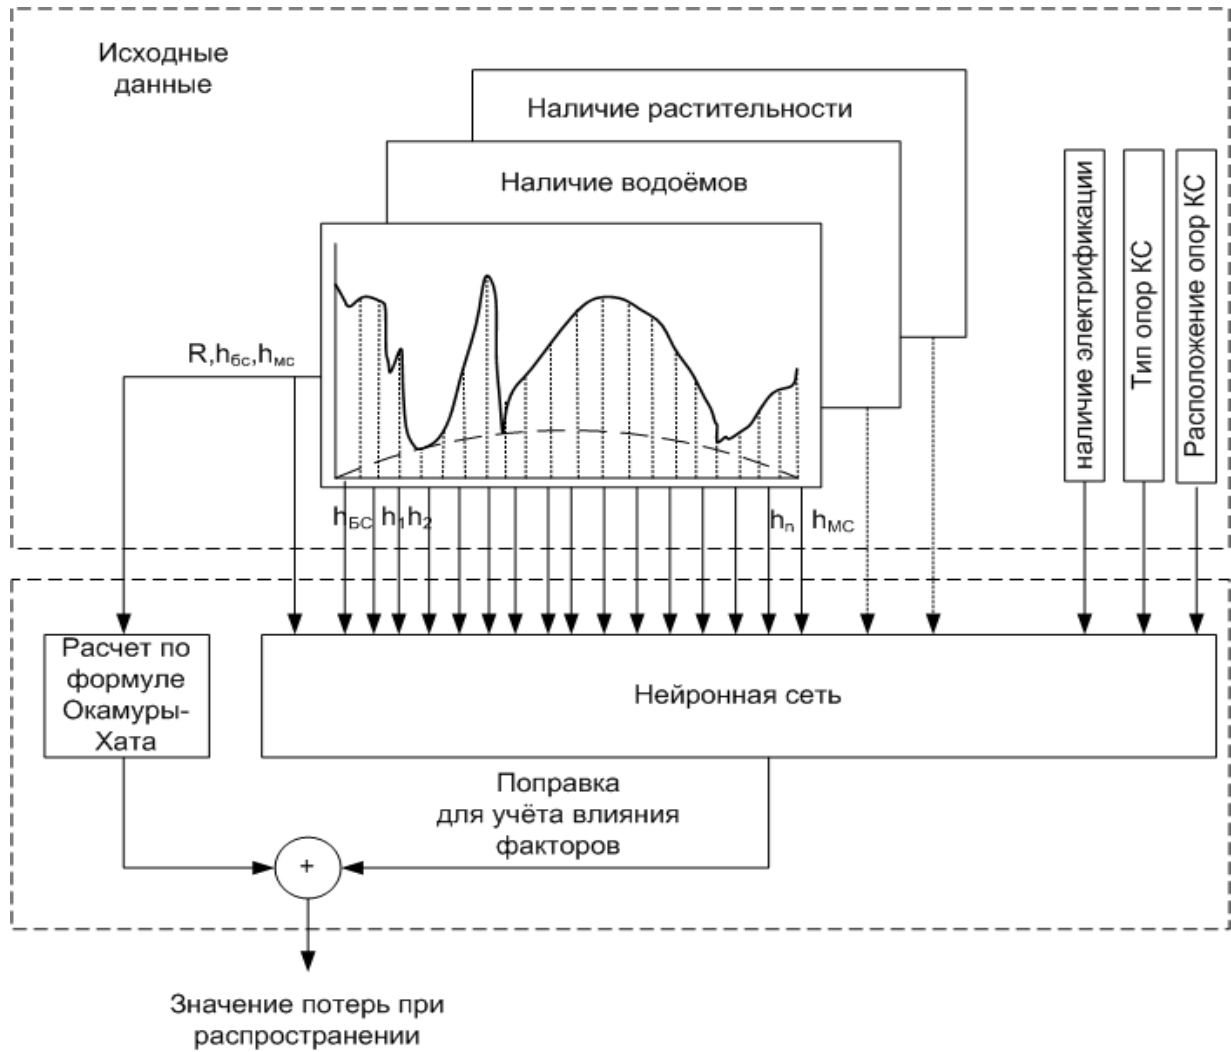 Исходные
данные
Наличие растительности
Наличие водоёмов
наличие электрификации
Тип опор КС
Расположение опор КС
R,hбс,hмс
hБС h1 h2 hn hМС
Расчет по
формуле
Окамуры-
Хата
Нейронная сеть
Поправка
для учёта влияния
факторов
+
Значение потерь при
распространении